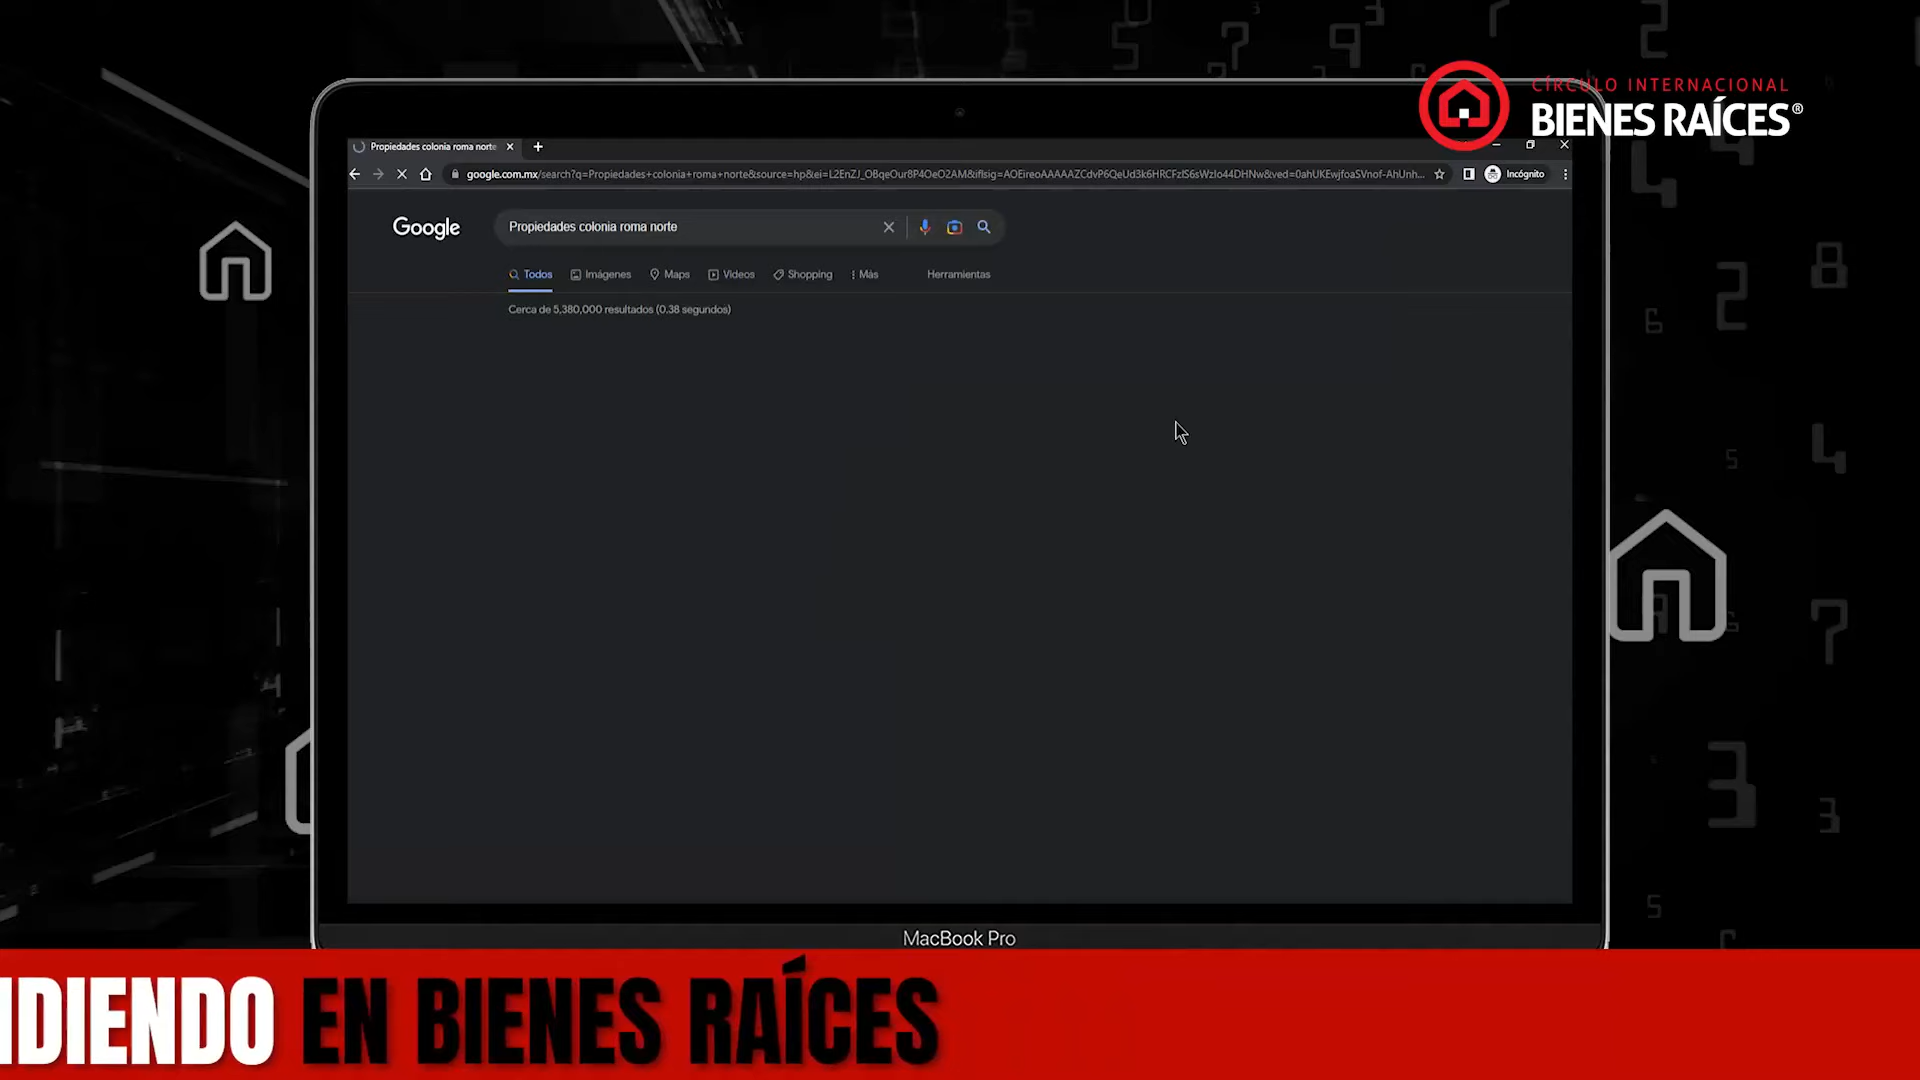 CÍRCULO INTERNACIONAL
BIENES RAÍCES®
Propiedades colonia roma norte
google.com.mx/search?q=Propiedades+colonia+roma+norte&source=hp&ei=L2EnZJ_OBqeOur8P4OeO2AM&iflsig=AOEireoAAAAAZCdvP6QeUd3k6HRCFzIS6sWzIo44DHNw&ved=0ahUKEwjfoaSVnof-AhUnh...
Incógnito
Google
Propiedades colonia roma norte
Todos Imágenes Maps Videos Shopping Más Herramientas
Cerca de 5,380,000 resultados (0.38 segundos)
MacBook Pro
NDIENDO EN BIENES RAÍCES